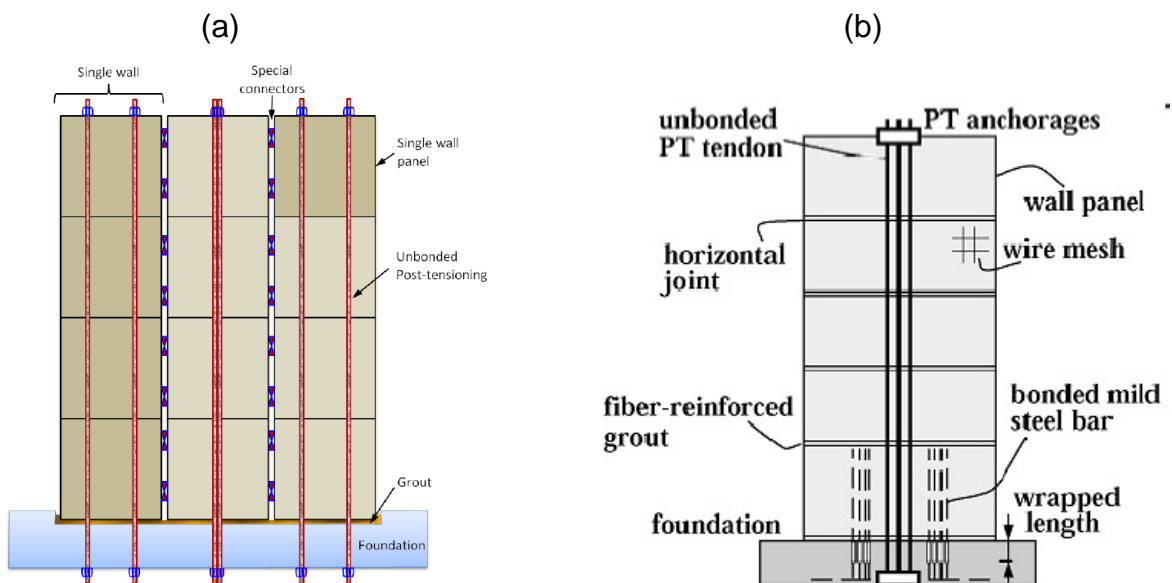 (a)
Single wall
Special
connectors
Single wall
panel
Unbonded
Post-tensioning
Grout
Foundation
(b)
unbonded
PT tendon
PT anchorages
wall panel
horizontal
joint
wire mesh
fiber-reinforced
grout
bonded mild
steel bar
foundation
wrapped
length